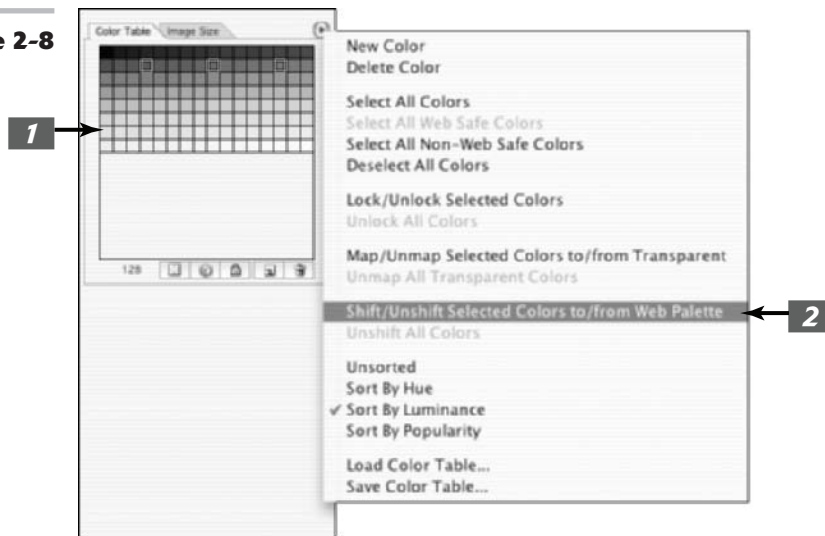 e 2-8
Color Table Image Size
1
128
New Color
Delete Color
Select All Colors
Select All Web Safe Colors
Select All Non-Web Safe Colors
Deselect All Colors
Lock/Unlock Selected Colors
Unlock All Colors
Map/Unmap Selected Colors to/from Transparent
Unmap All Transparent Colors
Shift/Unshift Selected Colors to/from Web Palette
2
Unshift All Colors
Unsorted
Sort By Hue
✓ Sort By Luminance
Sort By Popularity
Load Color Table...
Save Color Table...